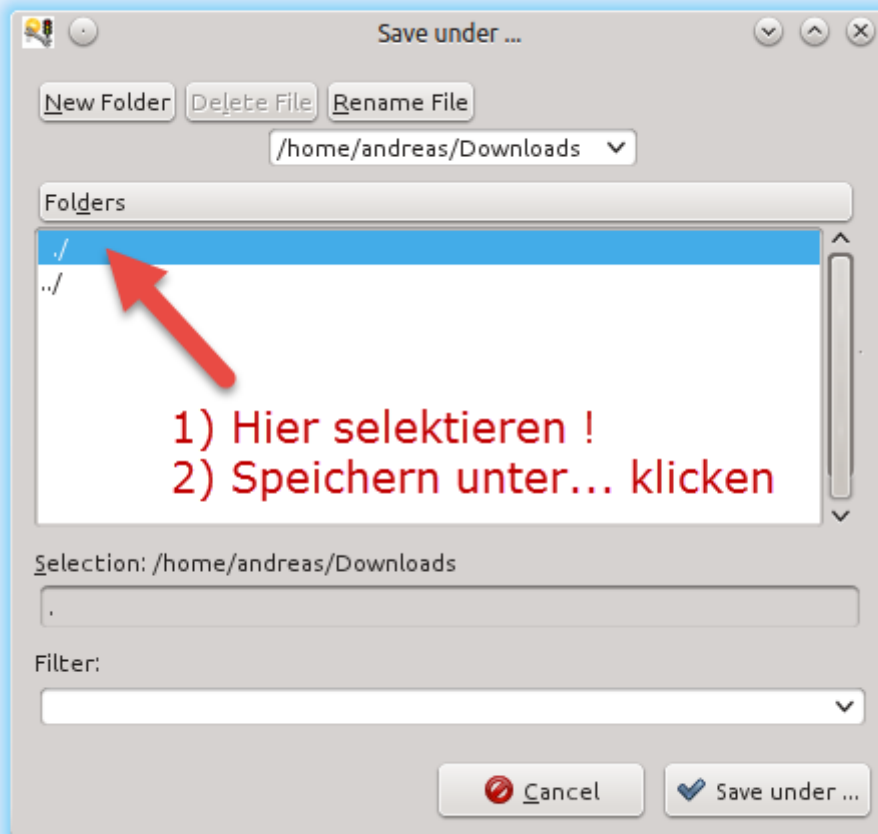 Save under ...
New Folder Delete File Rename File
/home/andreas/Downloads
Folders
./
../
1) Hier selektieren !
2) Speichern unter... klicken
Selection: /home/andreas/Downloads
.
Filter:
Cancel Save under ...